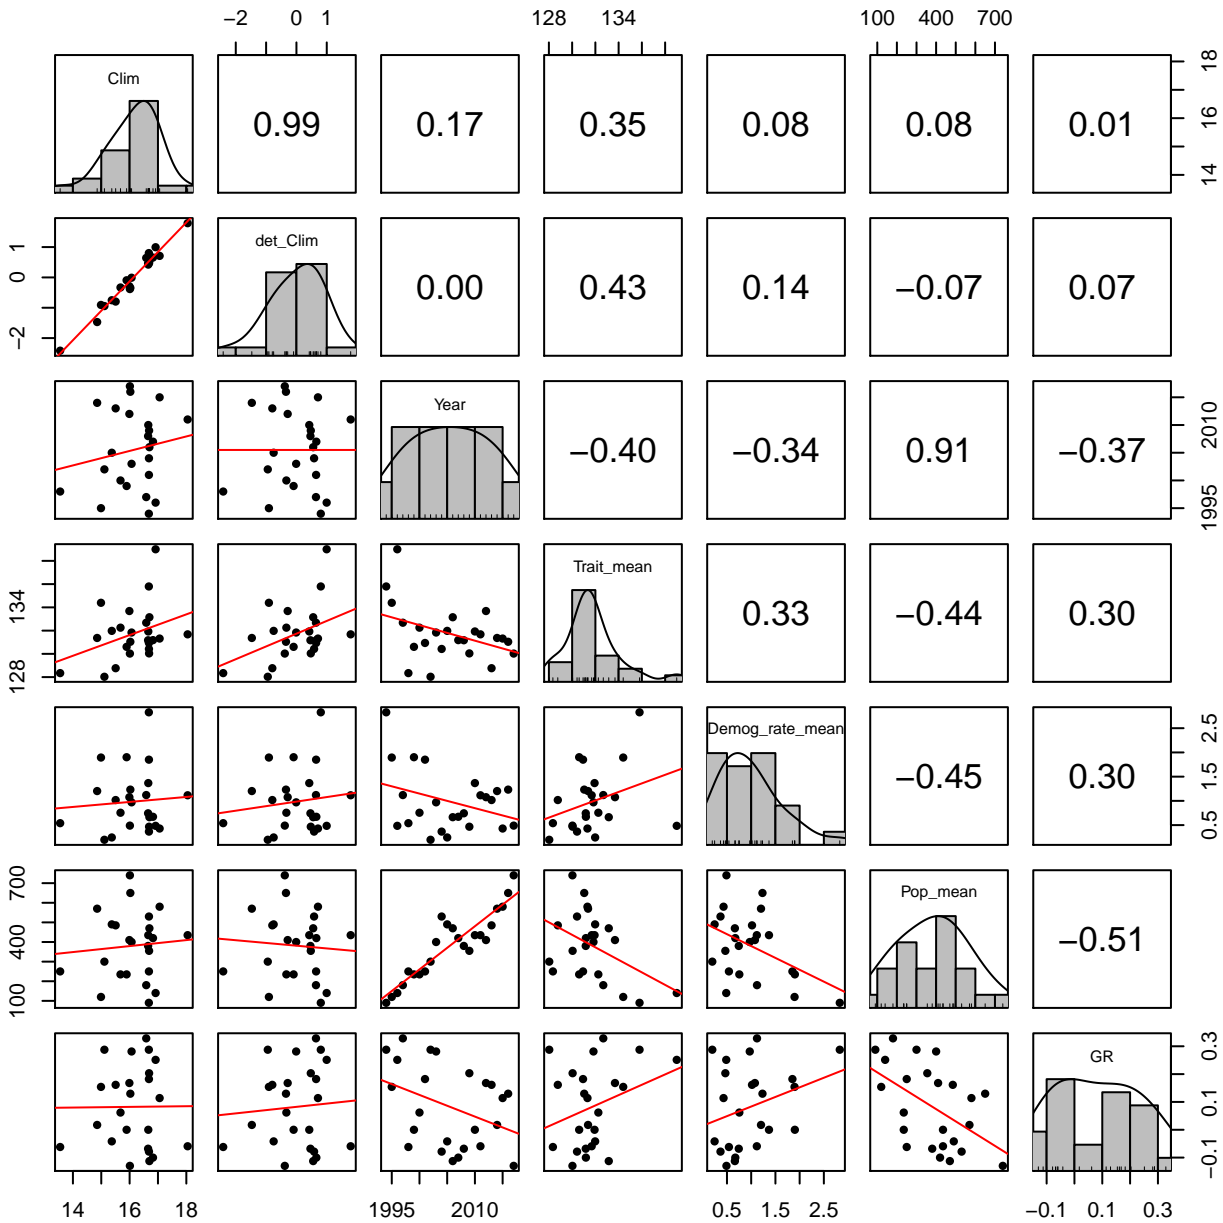 −2 0 1 128 134 100 400 700
Clim 0.99 0.17 0.35 0.08 0.08 0.01 14 16 18
−2 0 1 det_Clim 0.00 0.43 0.14 −0.07 0.07
Year −0.40 −0.34 0.91 −0.37 1995 2010
128 134 Trait_mean 0.33 −0.44 0.30
Demog_rate_mean −0.45 0.30 0.5 1.5 2.5
100 400 700 Pop_mean −0.51
GR −0.1 0.1 0.3
14 16 18 1995 2010 0.5 1.5 2.5 −0.1 0.1 0.3